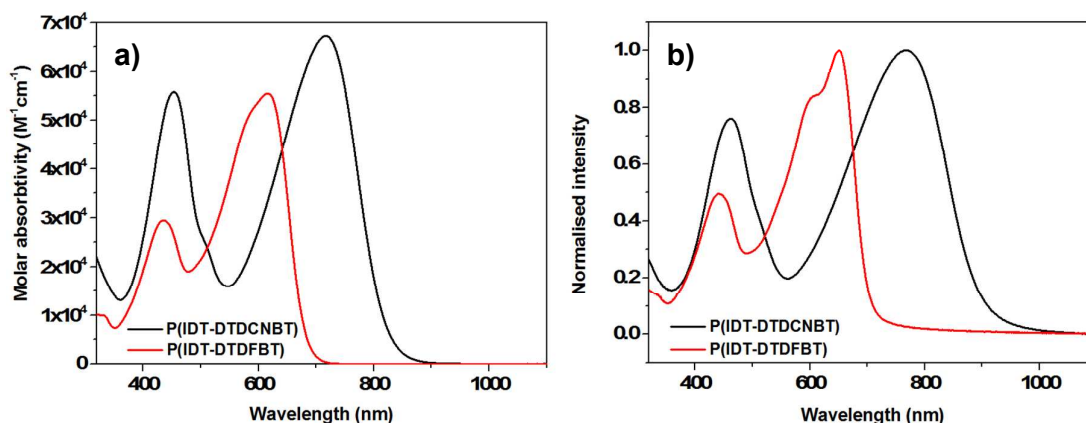 a)
Molar absorbtivity (M⁻¹cm⁻¹)
7x10⁴
6x10⁴
5x10⁴
4x10⁴
3x10⁴
2x10⁴
1x10⁴
0
P(IDT-DTDCNBT)
P(IDT-DTDFBT)
400 600 800 1000
Wavelength (nm)
b)
Normalised intensity
1.0
0.8
0.6
0.4
0.2
0.0
P(IDT-DTDCNBT)
P(IDT-DTDFBT)
400 600 800 1000
Wavelength (nm)